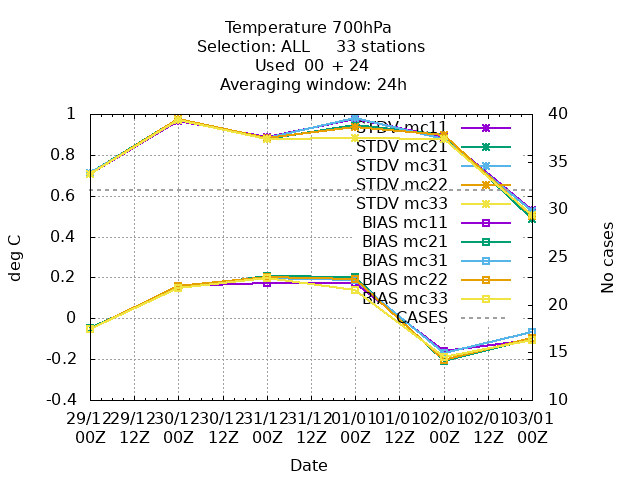 Temperature 700hPa
Selection: ALL 33 stations
Used 00 + 24
Averaging window: 24h
1
0.8
0.6
0.4
0.2
0
-0.2
-0.4
deg C
40
35
30
25
20
15
10
No cases
STDV mc11
STDV mc21
STDV mc31
STDV mc22
STDV mc33
BIAS mc11
BIAS mc21
BIAS mc31
BIAS mc22
BIAS mc33
CASES
29/12 29/12 30/12 30/12 31/12 31/12 01/01 01/01 02/01 02/01 03/01
00Z 12Z 00Z 12Z 00Z 12Z 00Z 12Z 00Z 12Z 00Z
Date